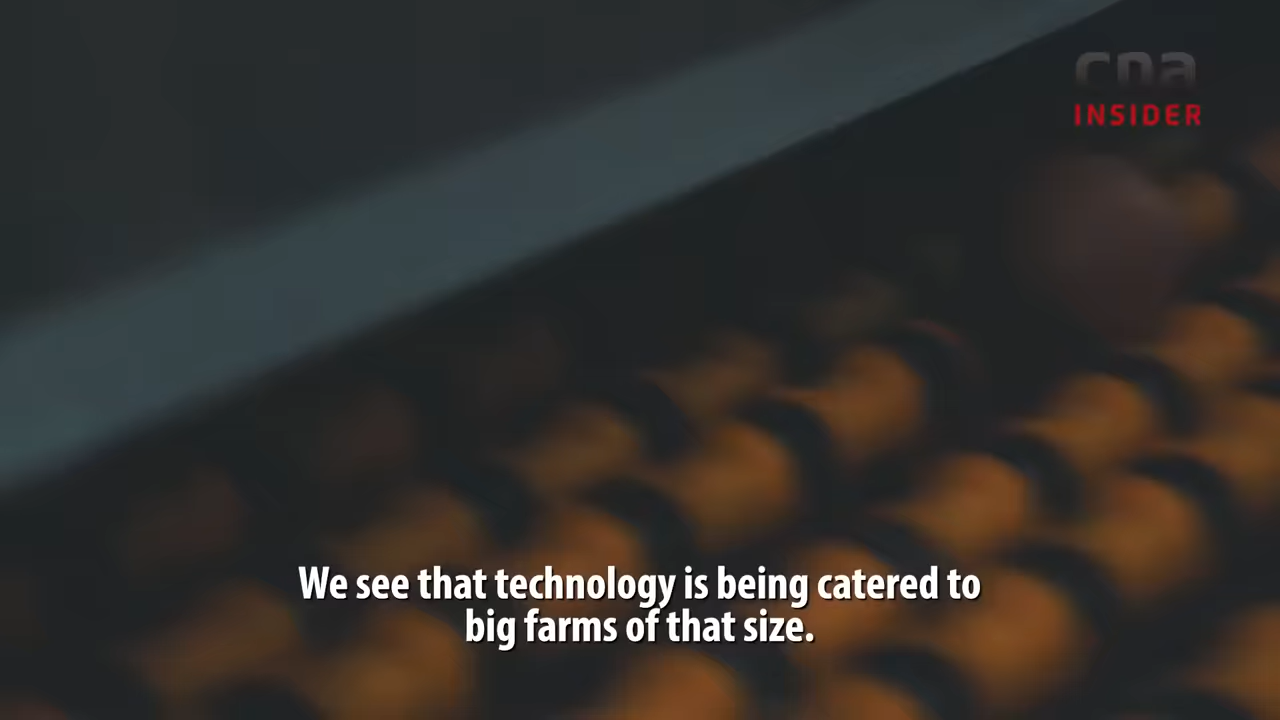 cna
INSIDER
We see that technology is being catered to
big farms of that size.